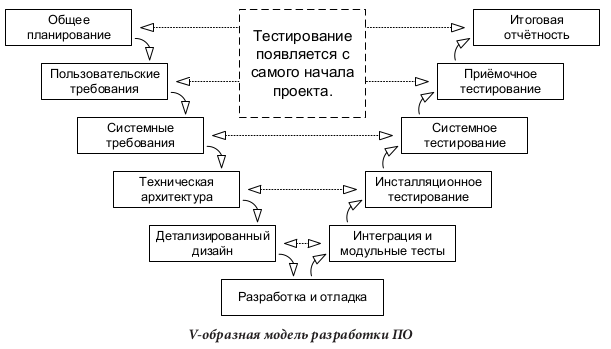 Общее
планирование
Тестирование
появляется с
самого начала
проекта.
Итоговая
отчётность
Пользовательские
требования
Приёмочное
тестирование
Системные
требования
Системное
тестирование
Техническая
архитектура
Инсталляционное
тестирование
Детализированный
дизайн
Интеграция и
модульные тесты
Разработка и отладка
V-образная модель разработки ПО